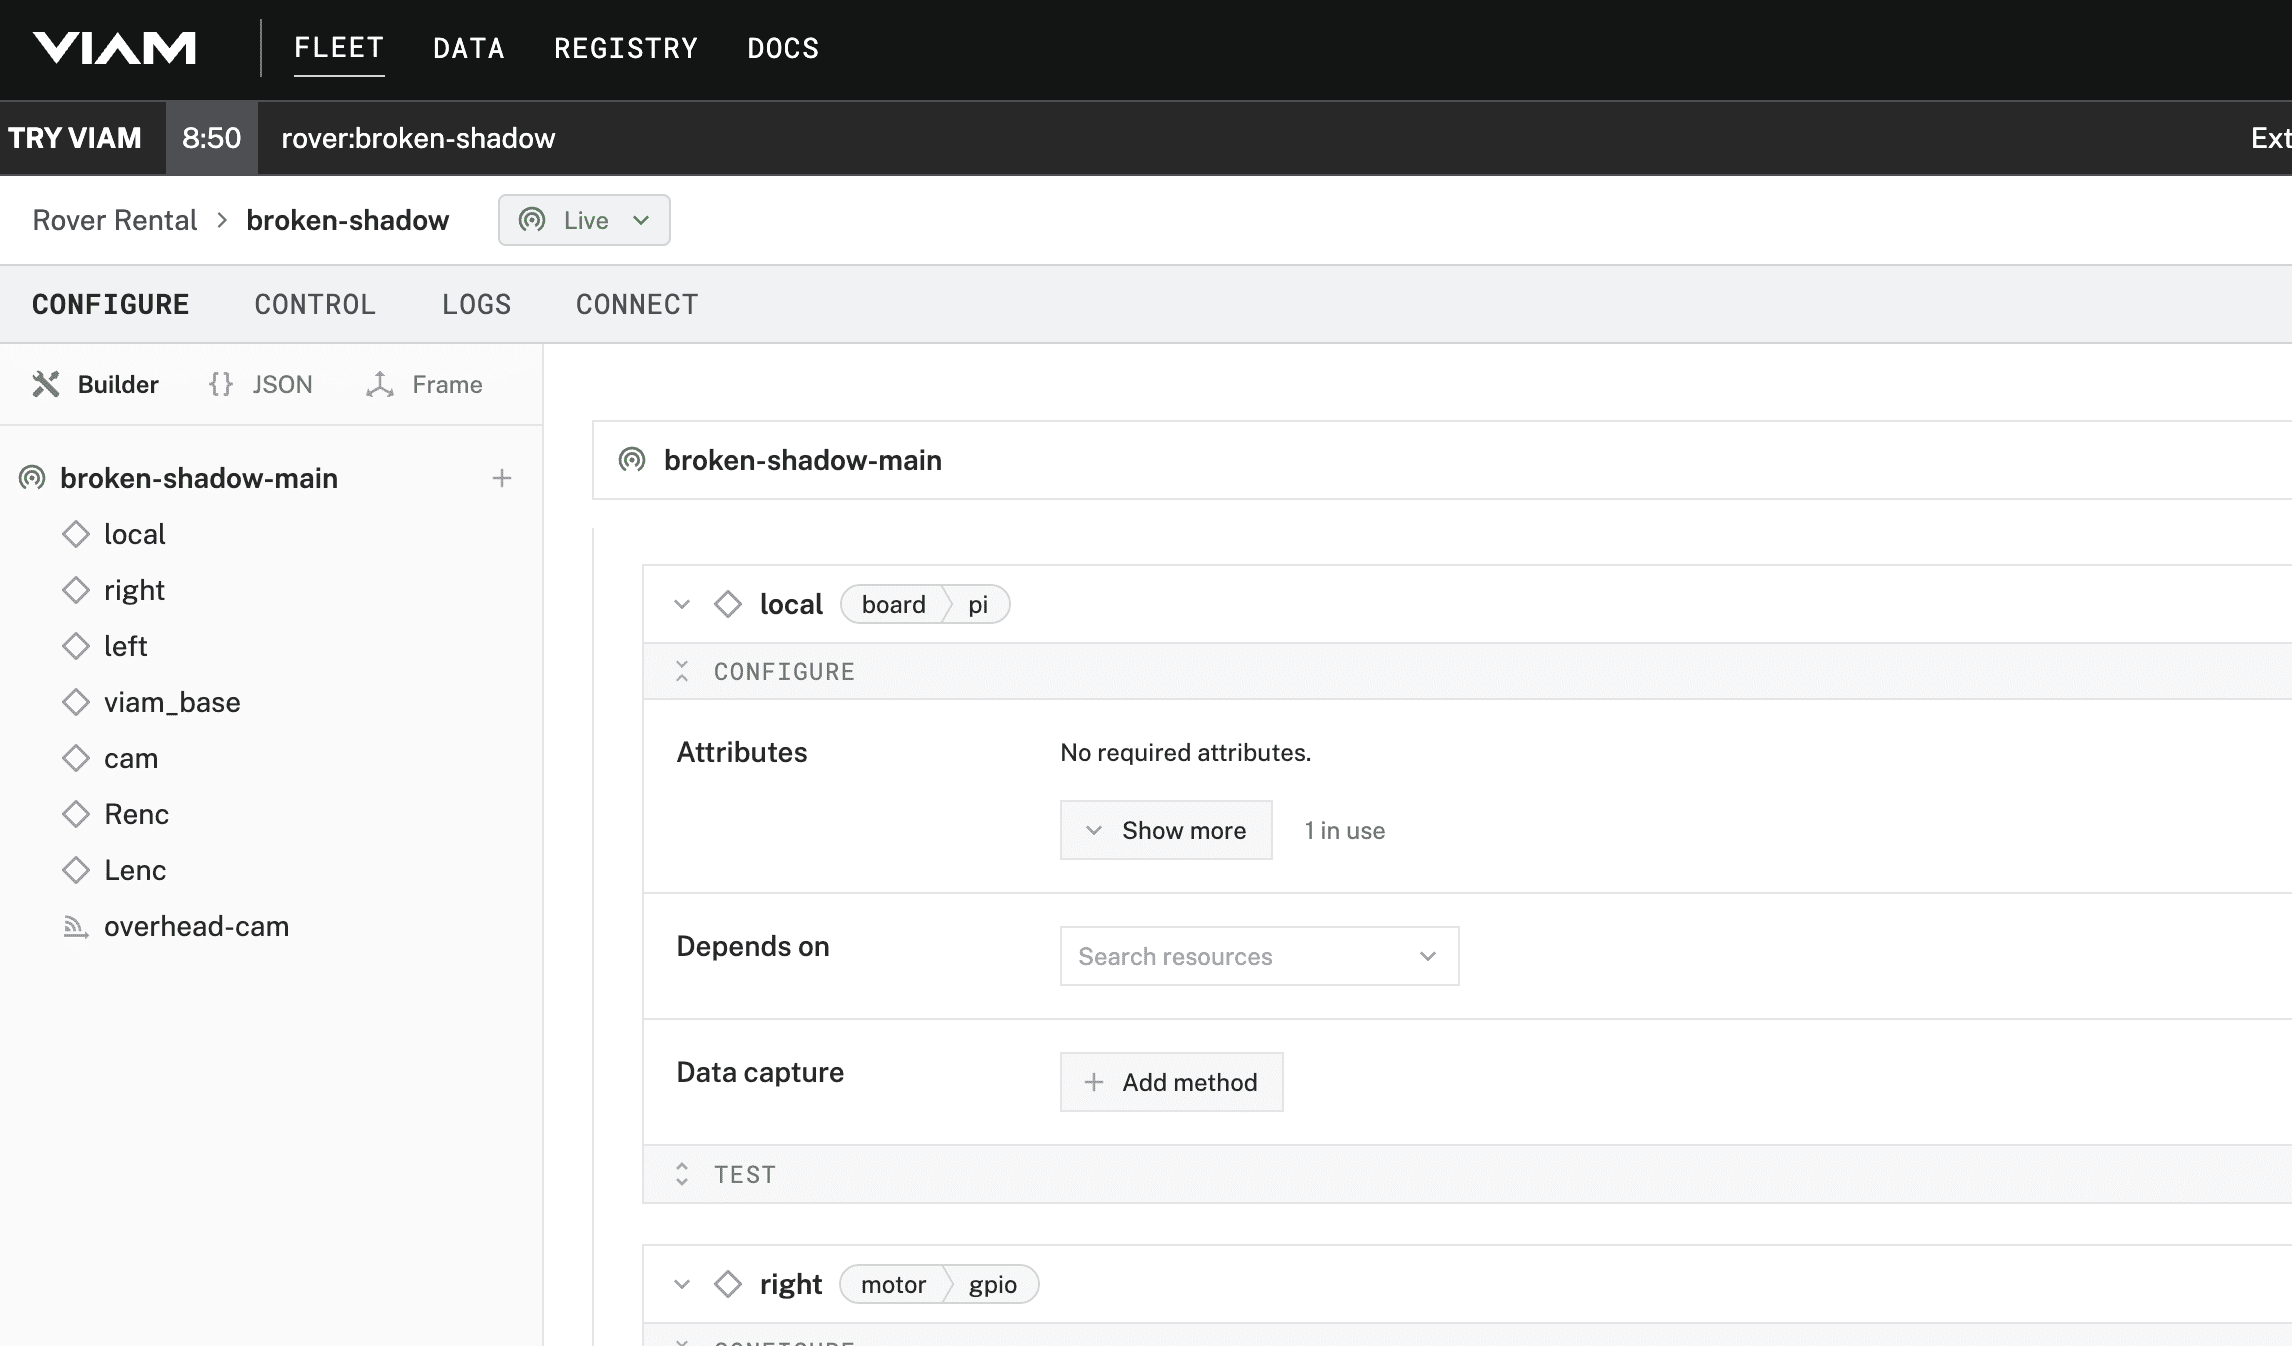 VIAM FLEET DATA REGISTRY DOCS
TRY VIAM 8:50 rover:broken-shadow Ext
Rover Rental > broken-shadow Live
CONFIGURE CONTROL LOGS CONNECT
Builder {} JSON Frame
broken-shadow-main
local
right
left
viam_base
cam
Renc
Lenc
overhead-cam
broken-shadow-main
local board pi
CONFIGURE
Attributes No required attributes.
Show more 1 in use
Depends on Search resources
Data capture + Add method
TEST
right motor gpio
CONFIGURE